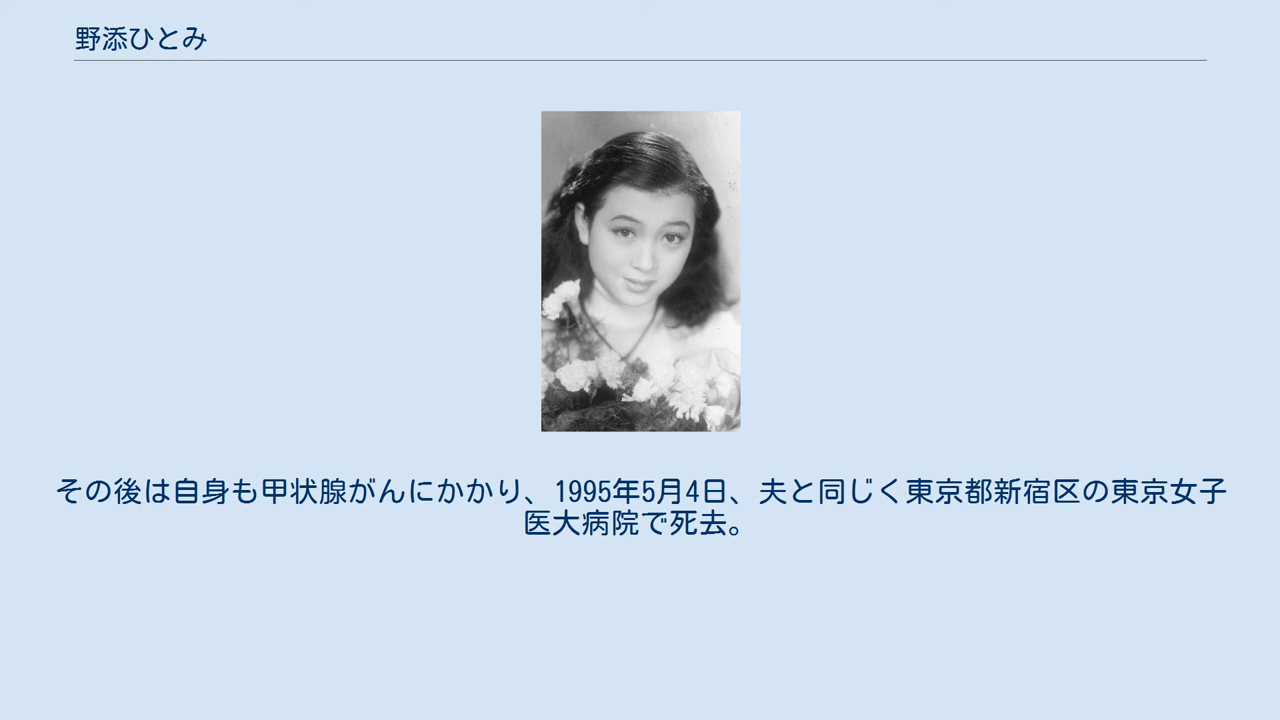 野添ひとみ
その後は自身も甲状腺がんにかかり、1995年5月4日、夫と同じく東京都新宿区の東京女子
医大病院で死去。